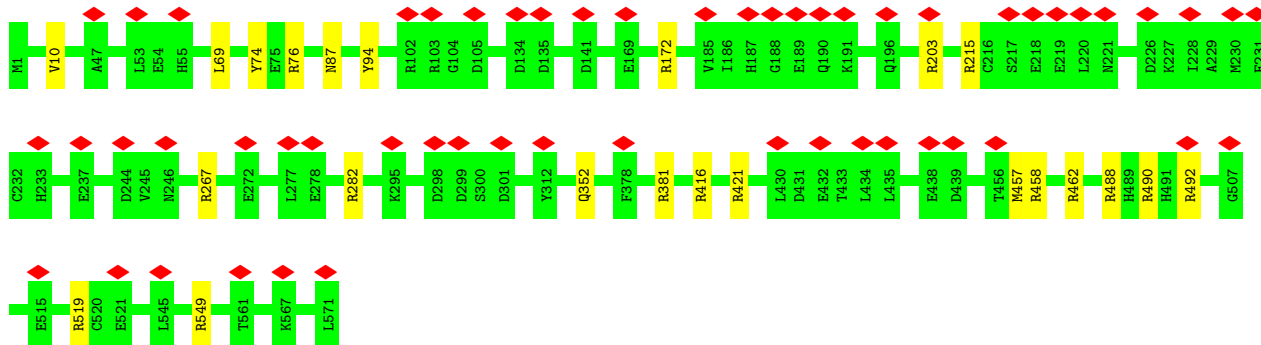 M1 V10 A47 L53 E54 H55 L69 Y74 E75 R76 N87 Y94 R102 R103 G104 D105 D134 D135 D141 E169 R172 V185 I186 H187 G188 E189 Q190 K191 Q196 R203 R215 C216 S217 E218 E219 L220 N221 D226 K227 I228 A229 M230 E231
C232 H233 E237 D244 V245 N246 R267 E272 L277 E278 R282 K295 D298 D299 S300 D301 Y312 Q352 F378 R381 R416 R421 L430 D431 E432 T433 L434 L435 E438 D439 T456 M457 R458 R462 R488 H489 R490 H491 R492 G507
E515 R519 C520 E521 L545 R549 T561 K567 L571